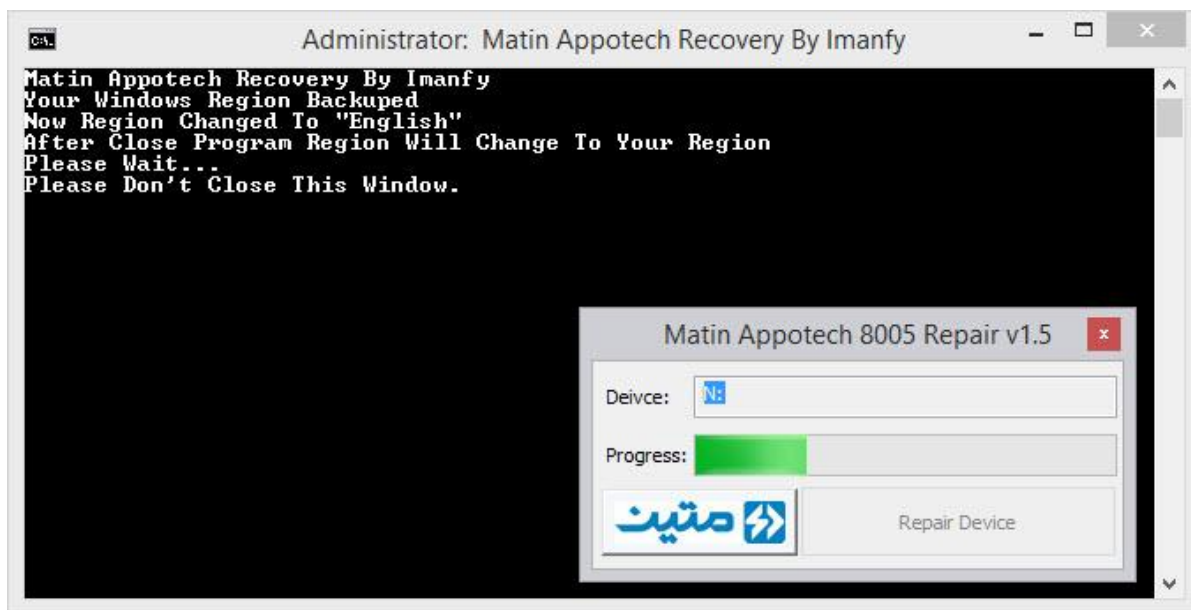 Administrator: Matin Appotech Recovery By Imanfy
Matin Appotech Recovery By Imanfy
Your Windows Region Backuped
Now Region Changed To "English"
After Close Program Region Will Change To Your Region
Please Wait...
Please Don't Close This Window.
Matin Appotech 8005 Repair v1.5
Deivce: N:
Progress:
متین Repair Device